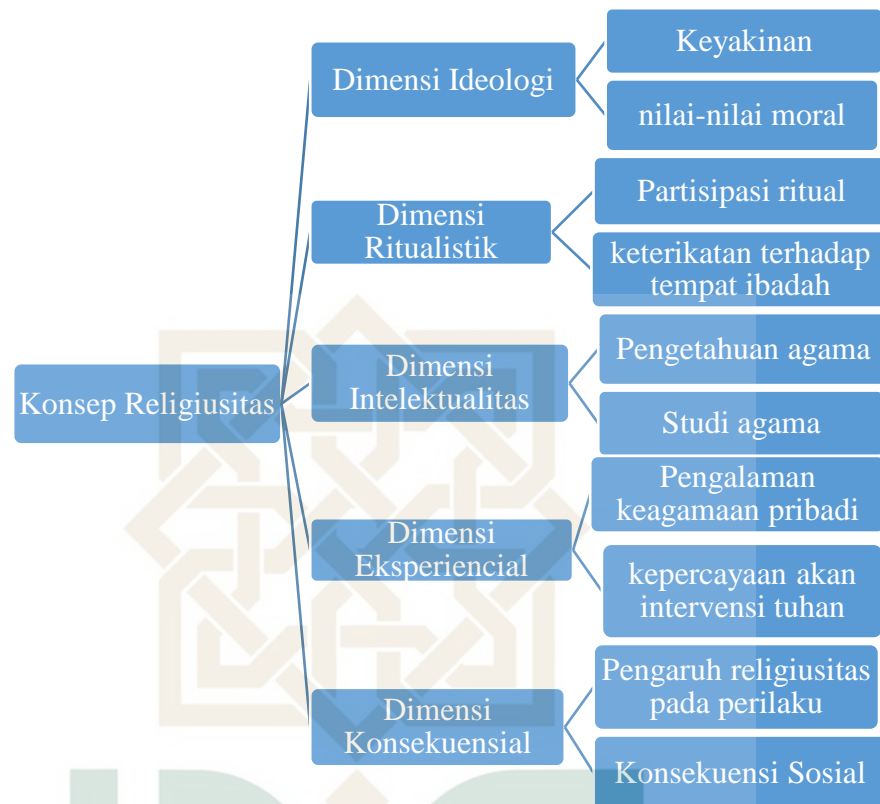 Konsep Religiusitas
Dimensi Ideologi
Keyakinan
nilai-nilai moral
Dimensi
Ritualistik
Partisipasi ritual
keterikatan terhadap
tempat ibadah
Dimensi
Intelektualitas
Pengetahuan agama
Studi agama
Dimensi
Eksperiencial
Pengalaman
keagamaan pribadi
kepercayaan akan
intervensi tuhan
Dimensi
Konsekuensial
Pengaruh religiusitas
pada perilaku
Konsekuensi Sosial